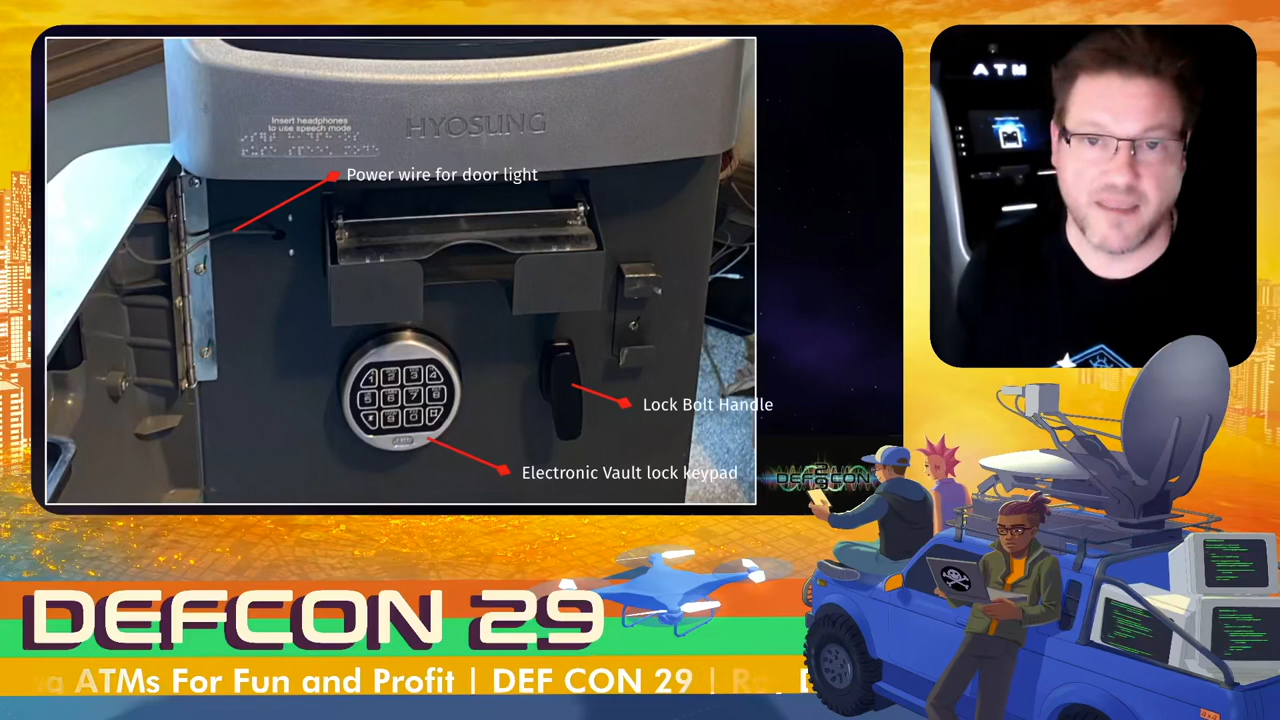 Insert headphones
to use speech mode
HYOSUNG
Power wire for door light
Lock Bolt Handle
Electronic Vault lock keypad
ATM
DEFCON
DEFCON 29
ATMs For Fun and Profit | DEF CON 29 |